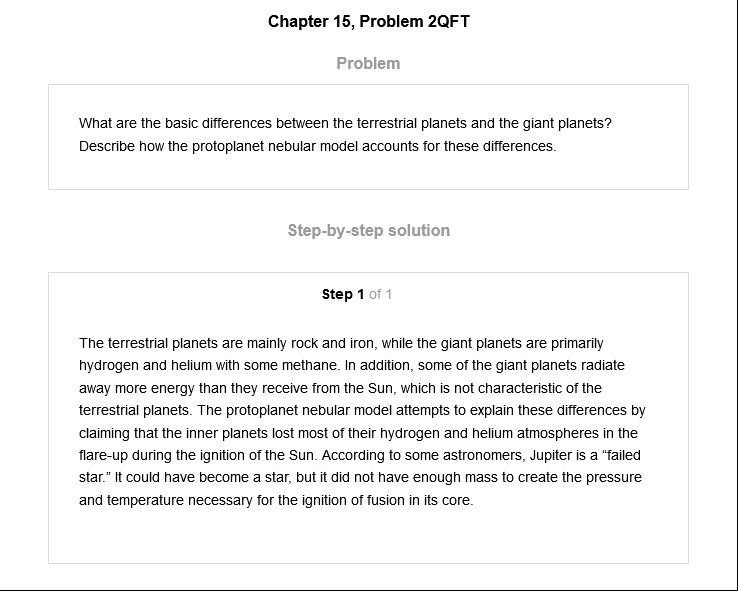 Chapter 15, Problem 2QFT
Problem
What are the basic differences between the terrestrial planets and the giant planets?
Describe how the protoplanet nebular model accounts for these differences.
Step-by-step solution
Step 1 of 1
The terrestrial planets are mainly rock and iron, while the giant planets are primarily
hydrogen and helium with some methane. In addition, some of the giant planets radiate
away more energy than they receive from the Sun, which is not characteristic of the
terrestrial planets. The protoplanet nebular model attempts to explain these differences by
claiming that the inner planets lost most of their hydrogen and helium atmospheres in the
flare-up during the ignition of the Sun. According to some astronomers, Jupiter is a “failed
star.” It could have become a star, but it did not have enough mass to create the pressure
and temperature necessary for the ignition of fusion in its core.